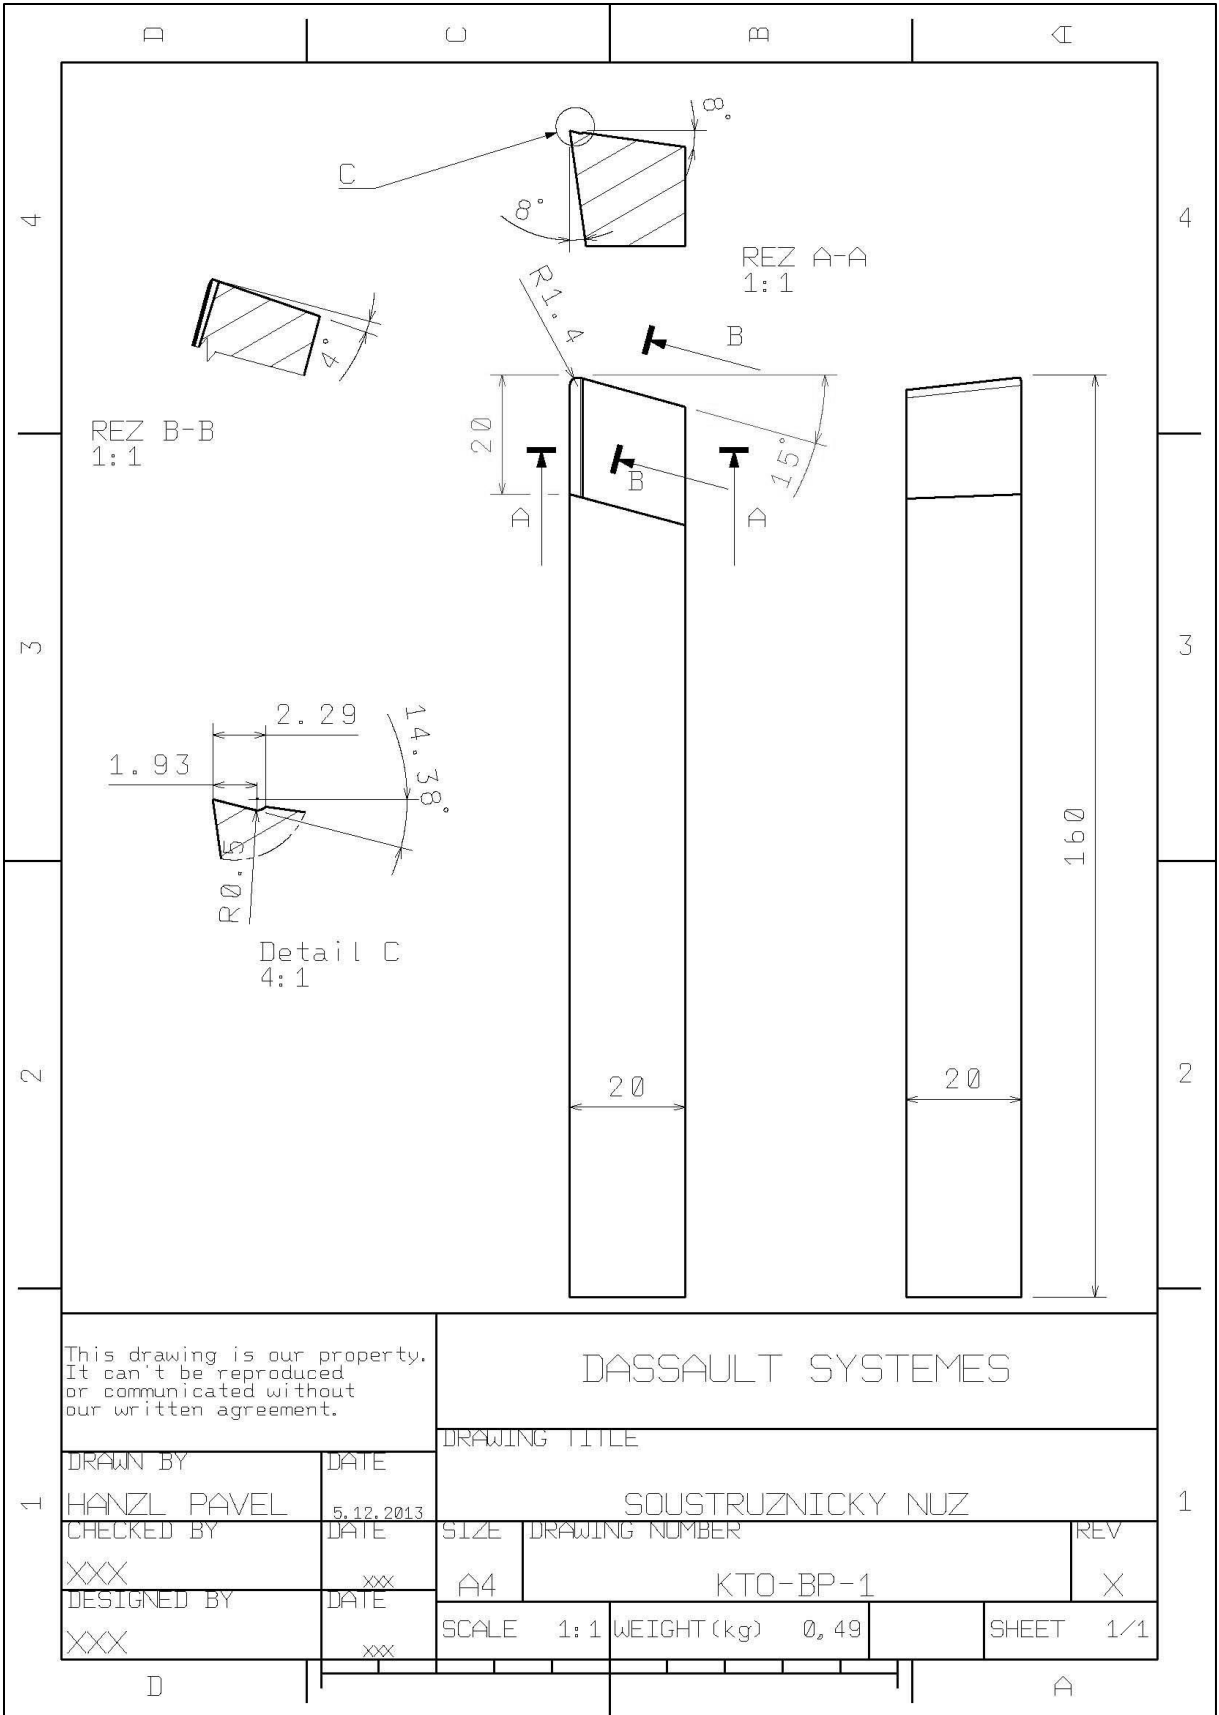 D C B A
8°
C
4 4
8°
REZ A-A
1:1
R1.4
B
4°
REZ B-B
1:1
20
15°
B
A A
3 3
2.29
14.38°
1.93
160
R0.5
Detail C
4:1
2 2
20 20
This drawing is our property.
It can't be reproduced
or communicated without
our written agreement.
DASSAULT SYSTEMES
DRAWING TITLE
SOUSTRUZNICKY NUZ
DRAWN BY DATE
HANZL PAVEL 5.12.2013
1 1
CHECKED BY DATE
XXX xxx
SIZE DRAWING NUMBER REV
A4 KTO-BP-1 X
DESIGNED BY DATE
XXX xxx
SCALE 1:1 WEIGHT(kg) 0,49 SHEET 1/1
D A